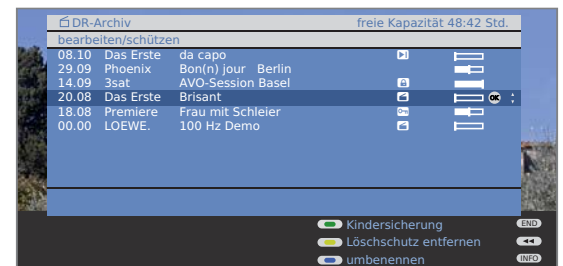 DR-Archiv freie Kapazität 48:42 Std.
bearbeiten/schützen
08.10 Das Erste da capo
29.09 Phoenix Bon(n) jour Berlin
14.09 3sat AVO-Session Basel
20.08 Das Erste Brisant OK
18.08 Premiere Frau mit Schleier
00.00 LOEWE. 100 Hz Demo
Kindersicherung END
Löschschutz entfernen
umbenennen INFO